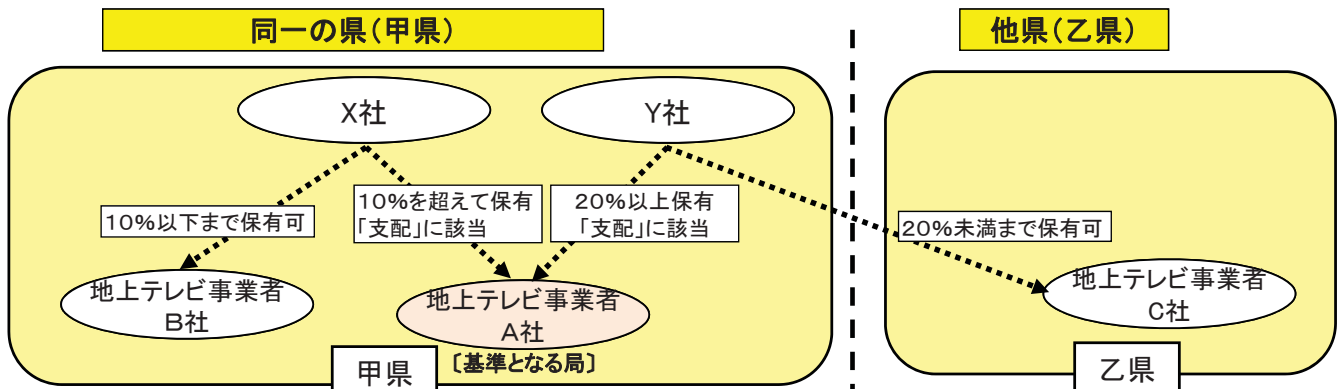 同一の県(甲県)
他県(乙県)
X社
Y社
10%以下まで保有可
10%を超えて保有
「支配」に該当
20%以上保有
「支配」に該当
20%未満まで保有可
地上テレビ事業者
B社
地上テレビ事業者
A社
〔基準となる局〕
地上テレビ事業者
C社
甲県
乙県